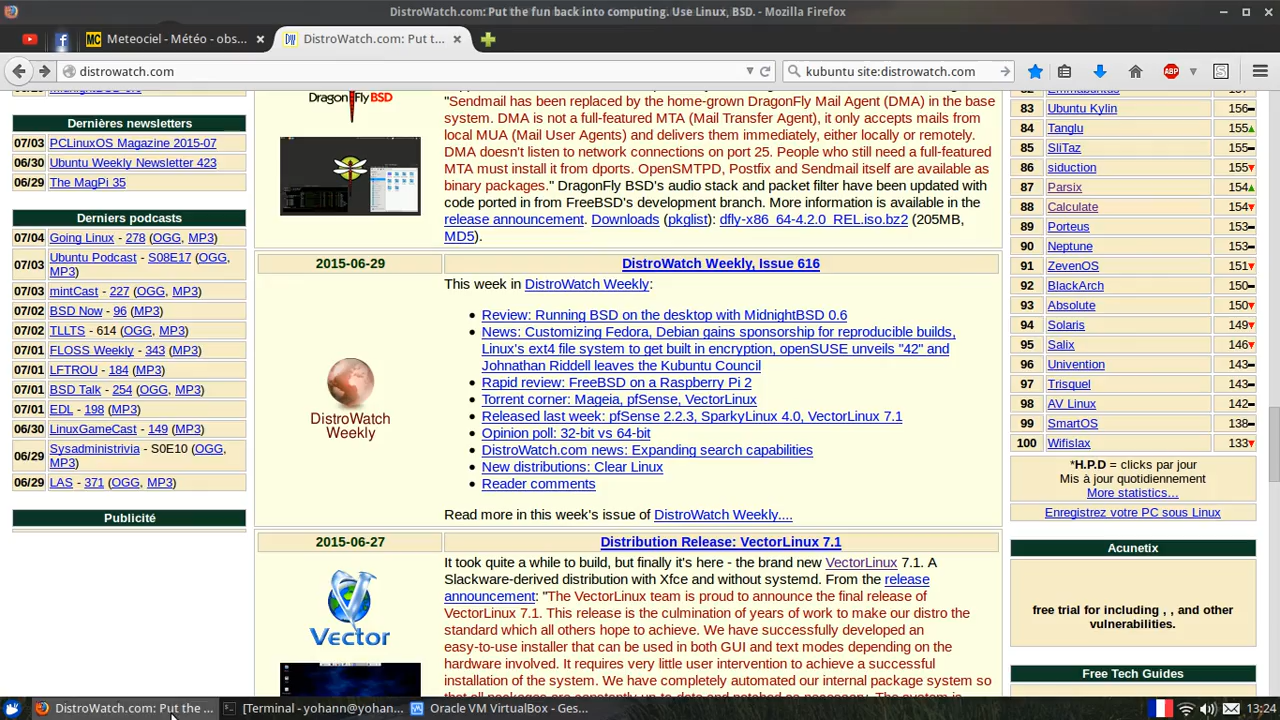 DistroWatch.com: Put the fun back into computing. Use Linux, BSD. - Mozilla Firefox
Meteociel - Météo - obs...
DistroWatch.com: Put t...
distrowatch.com
kubuntu site:distrowatch.com
ABP
Dernières newsletters
07/03 PCLinuxOS Magazine 2015-07
06/30 Ubuntu Weekly Newsletter 423
06/29 The MagPi 35
Derniers podcasts
07/04 Going Linux - 278 (OGG, MP3)
07/03 Ubuntu Podcast - S08E17 (OGG,
MP3)
07/03 mintCast - 227 (OGG, MP3)
07/02 BSD Now - 96 (MP3)
07/02 TLLTS - 614 (OGG, MP3)
07/01 FLOSS Weekly - 343 (MP3)
07/01 LFTROU - 184 (MP3)
07/01 BSD Talk - 254 (OGG, MP3)
07/01 EDL - 198 (MP3)
06/30 LinuxGameCast - 149 (MP3)
06/29 Sysadministrivia - S0E10 (OGG,
MP3)
06/29 LAS - 371 (OGG, MP3)
Publicité
DragonFlyBSD
"Sendmail has been replaced by the home-grown DragonFly Mail Agent (DMA) in the base
system. DMA is not a full-featured MTA (Mail Transfer Agent), it only accepts mails from
local MUA (Mail User Agents) and delivers them immediately, either locally or remotely.
DMA doesn't listen to network connections on port 25. People who still need a full-featured
MTA must install it from dports. OpenSMTPD, Postfix and Sendmail itself are available as
binary packages." DragonFly BSD's audio stack and packet filter have been updated with
code ported in from FreeBSD's development branch. More information is available in the
release announcement. Downloads (pkglist): dfly-x86_64-4.2.0_REL.iso.bz2 (205MB,
MD5).
2015-06-29
DistroWatch Weekly, Issue 616
DistroWatch
Weekly
This week in DistroWatch Weekly:
Review: Running BSD on the desktop with MidnightBSD 0.6
News: Customizing Fedora, Debian gains sponsorship for reproducible builds,
Linux's ext4 file system to get built in encryption, openSUSE unveils "42" and
Johnathan Riddell leaves the Kubuntu Council
Rapid review: FreeBSD on a Raspberry Pi 2
Torrent corner: Mageia, pfSense, VectorLinux
Released last week: pfSense 2.2.3, SparkyLinux 4.0, VectorLinux 7.1
Opinion poll: 32-bit vs 64-bit
DistroWatch.com news: Expanding search capabilities
New distributions: Clear Linux
Reader comments
Read more in this week's issue of DistroWatch Weekly....
2015-06-27
Distribution Release: VectorLinux 7.1
Vector
It took quite a while to build, but finally it's here - the brand new VectorLinux 7.1. A
Slackware-derived distribution with Xfce and without systemd. From the release
announcement: "The VectorLinux team is proud to announce the final release of
VectorLinux 7.1. This release is the culmination of years of work to make our distro the
standard which all others hope to achieve. We have successfully developed an
easy-to-use installer that can be used in both GUI and text modes depending on the
hardware involved. It requires very little user intervention to achieve a successful
installation of the system. We have completely automated our internal package system so
83 Ubuntu Kylin 156
84 Tanglu 155
85 SliTaz 155
86 siduction 155
87 Parsix 154
88 Calculate 154
89 Porteus 153
90 Neptune 153
91 ZevenOS 151
92 BlackArch 150
93 Absolute 150
94 Solaris 149
95 Salix 146
96 Univention 143
97 Trisquel 143
98 AV Linux 142
99 SmartOS 138
100 Wifislax 133
*H.P.D = clicks par jour
Mis à jour quotidiennement
More statistics...
Enregistrez votre PC sous Linux
Acunetix
free trial for including , , and other
vulnerabilities.
Free Tech Guides
DistroWatch.com: Put the ...
[Terminal - yohann@yohan...
Oracle VM VirtualBox - Ges...
13:24